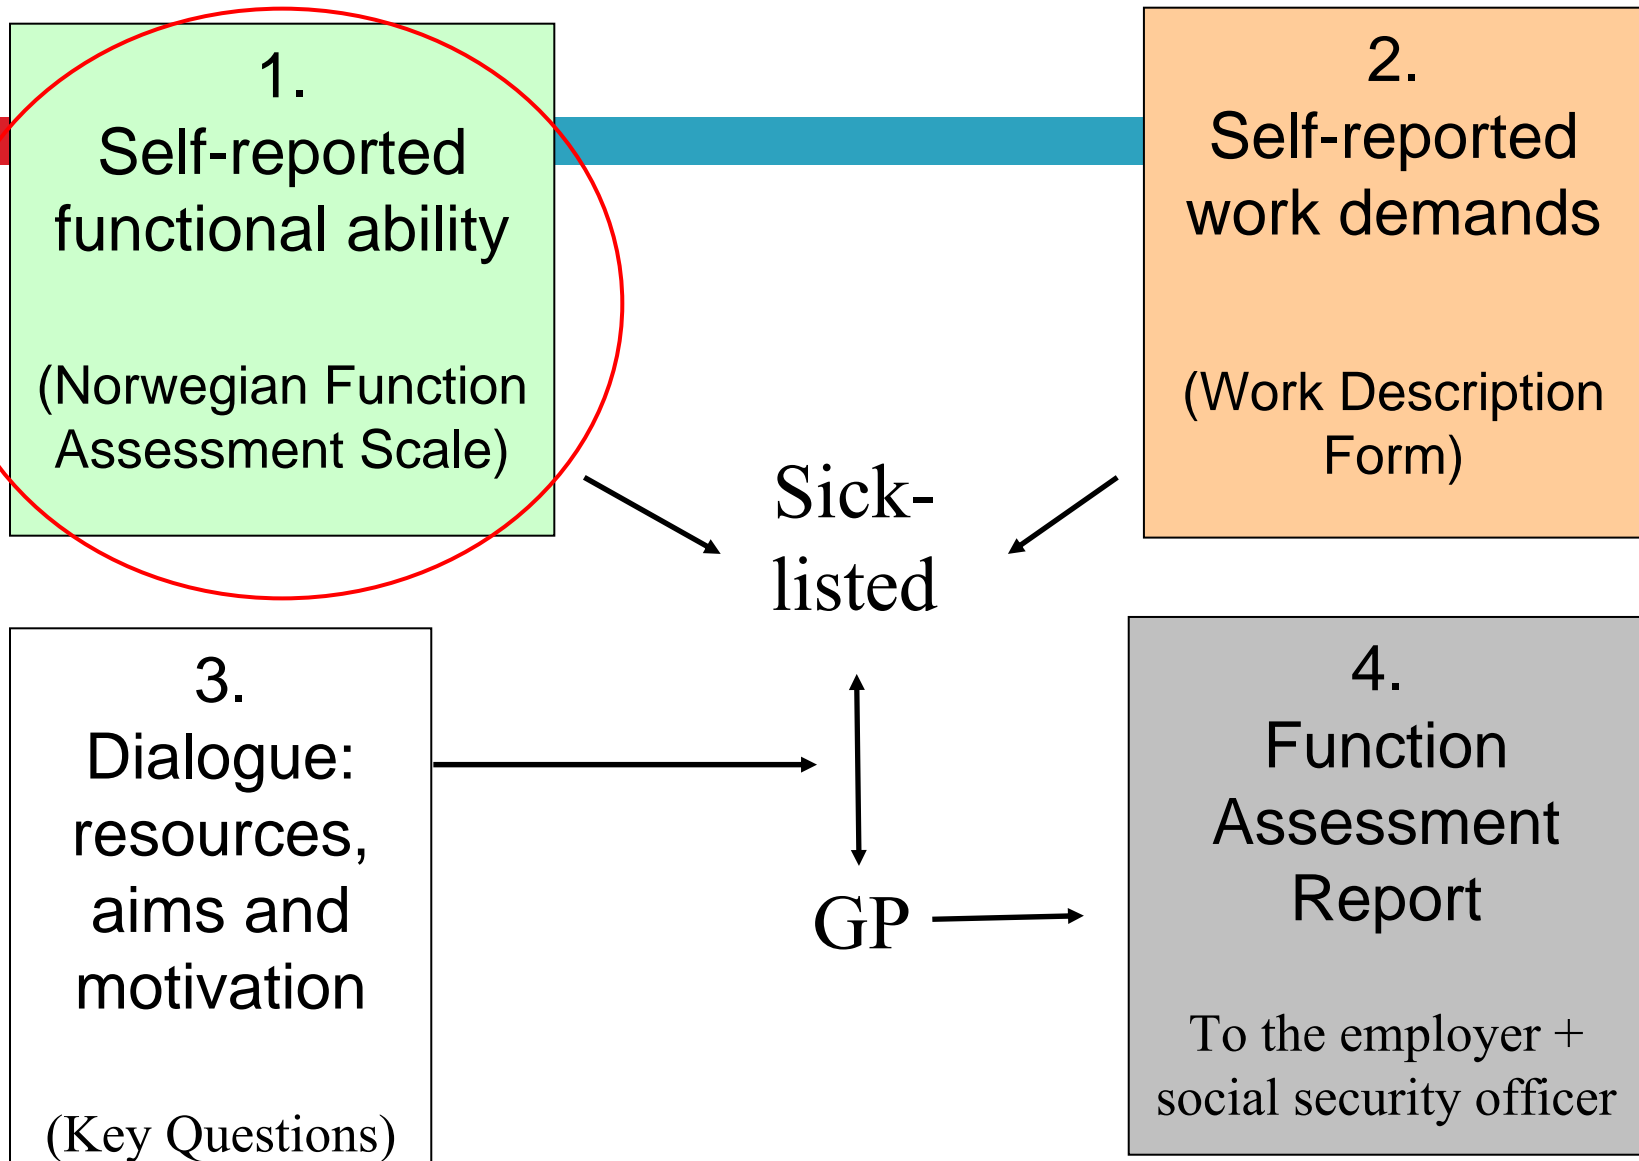 1.
Self-reported
functional ability
(Norwegian Function
Assessment Scale)
2.
Self-reported
work demands
(Work Description
Form)
Sick-
listed
3.
Dialogue:
resources,
aims and
motivation
(Key Questions)
GP
4.
Function
Assessment
Report
To the employer +
social security officer